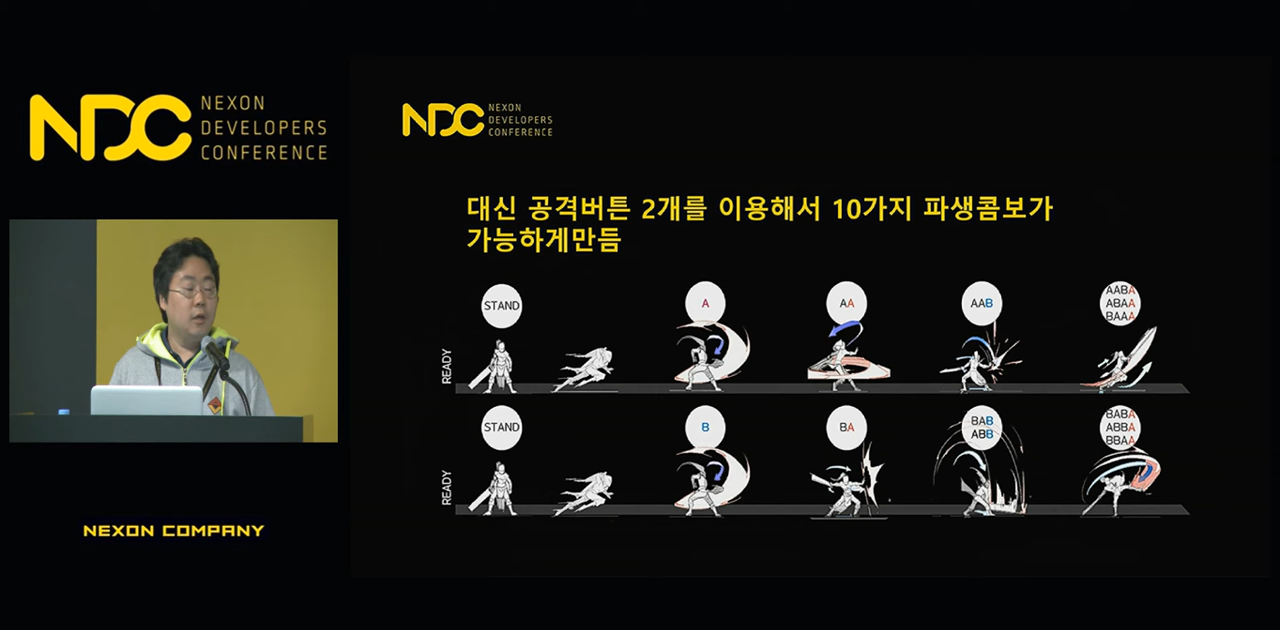 NDC NEXON
DEVELOPERS
CONFERENCE
NEXON COMPANY
NDC NEXON
DEVELOPERS
CONFERENCE
대신 공격버튼 2개를 이용해서 10가지 파생콤보가
가능하게만듬
READY
STAND
A
AA
AAB
AABA
ABAA
BAAA
READY
STAND
B
BA
BAB
ABB
BABA
ABBA
BBAA